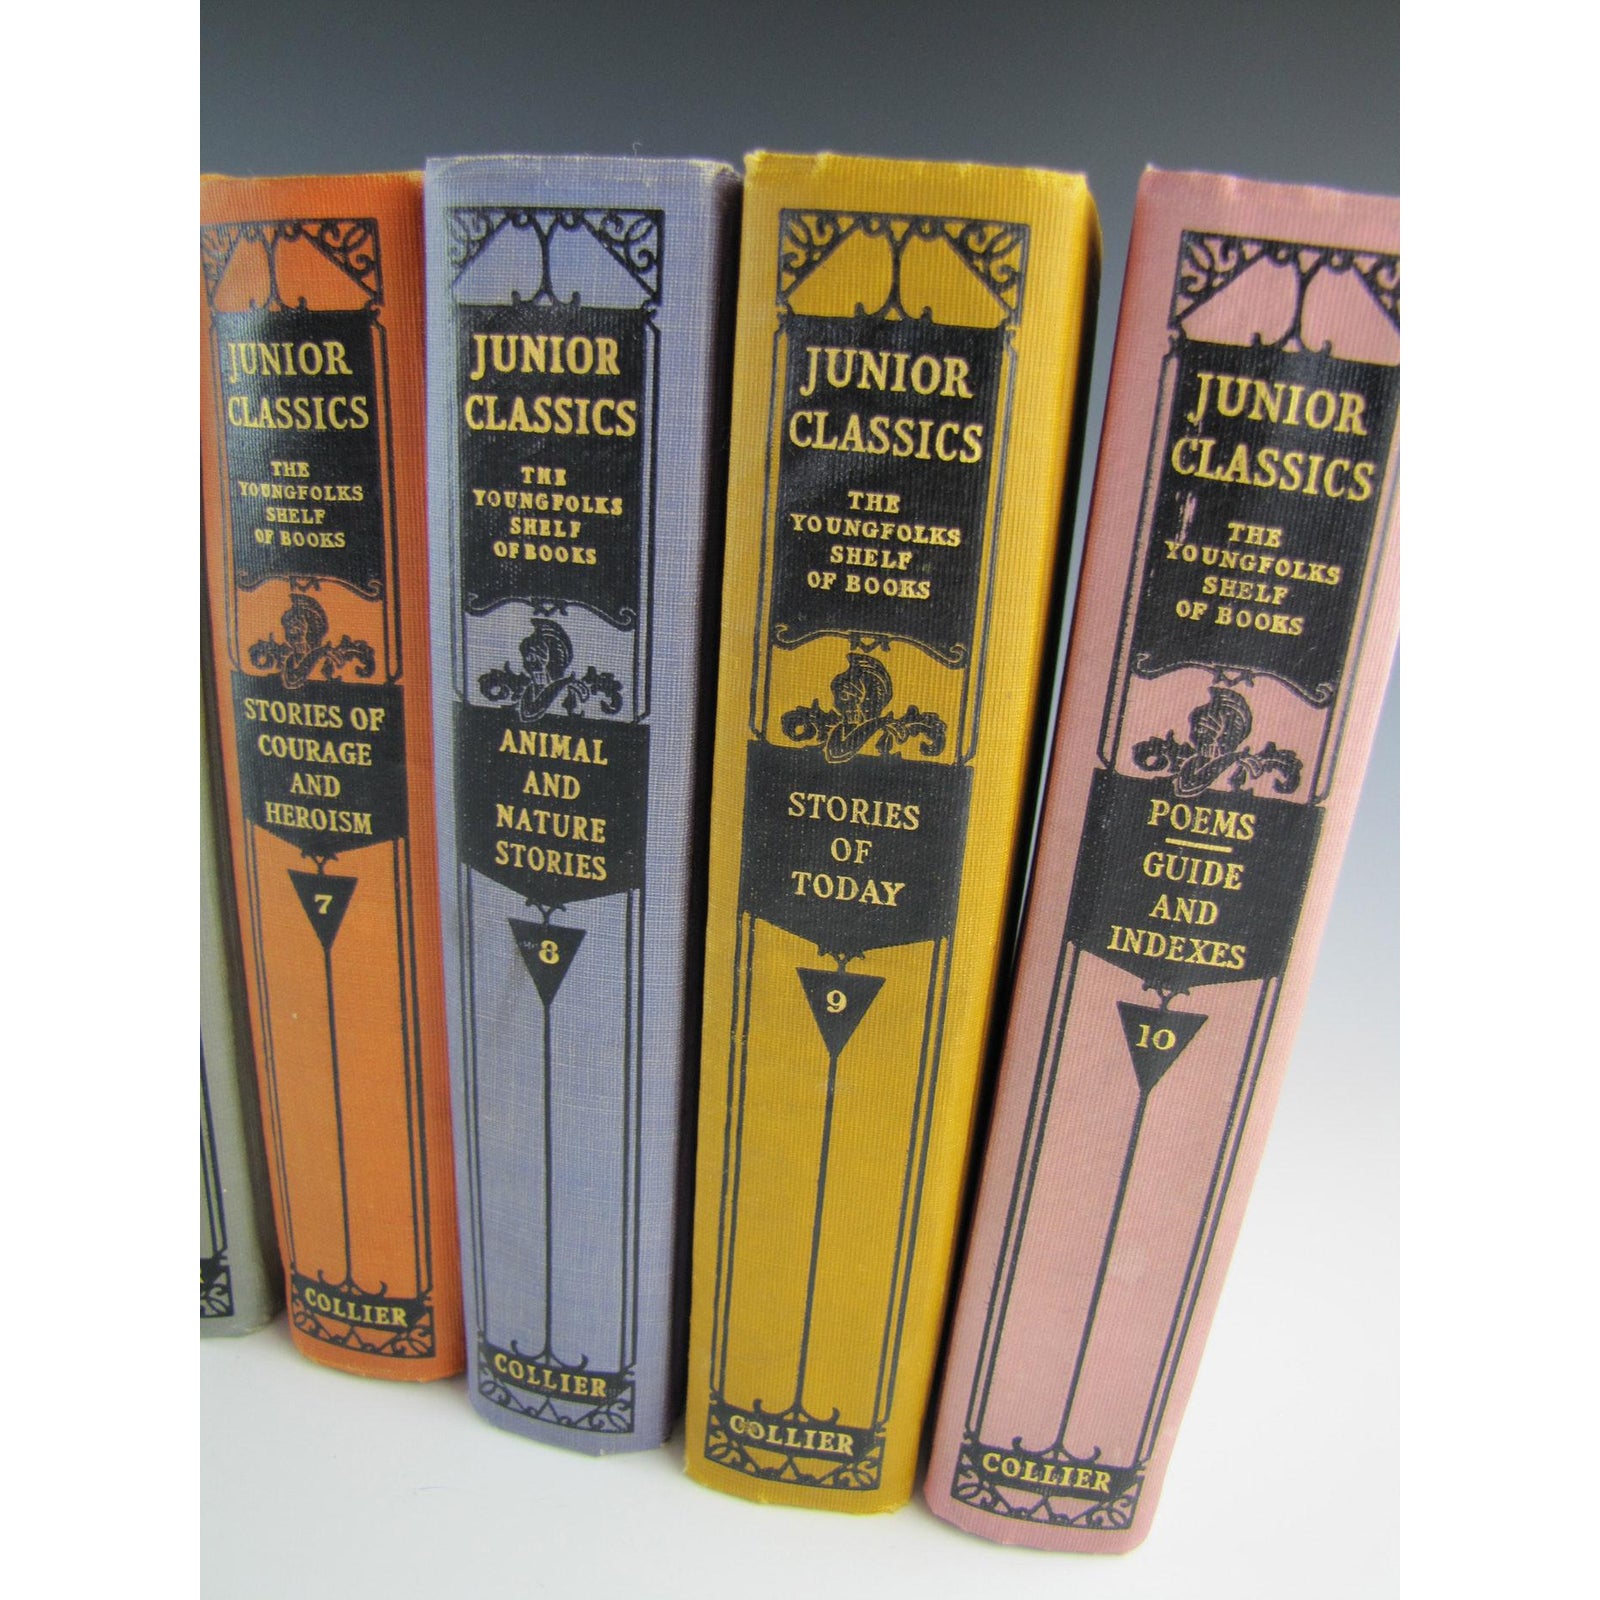 JUNIOR
CLASSICS
THE
YOUNGFOLKS
SHELF
OF BOOKS
STORIES OF
COURAGE
AND
HEROISM
7
COLLIER
JUNIOR
CLASSICS
THE
YOUNGFOLKS
SHELF
OF BOOKS
ANIMAL
AND
NATURE
STORIES
8
COLLIER
JUNIOR
CLASSICS
THE
YOUNGFOLKS
SHELF
OF BOOKS
STORIES
OF
TODAY
9
COLLIER
JUNIOR
CLASSICS
THE
YOUNGFOLKS
SHELF
OF BOOKS
POEMS
GUIDE
AND
INDEXES
10
COLLIER